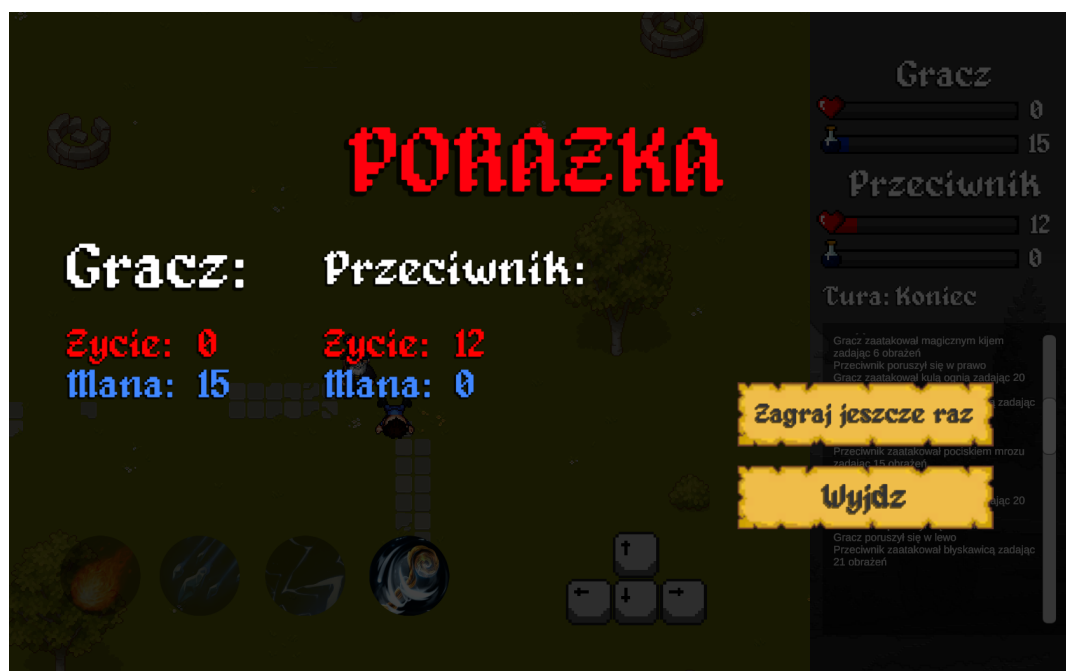 PORAZKA
Gracz:
Zycie: 0
Mana: 15
Przeciwnik:
Zycie: 12
Mana: 0
Zagraj jeszcze raz
Wyjdz
Gracz
0
15
Przeciwnik
12
0
Tura: Koniec
Gracz zaatakował magicznym kijem
zadając 6 obrażeń
Przeciwnik poruszył się w prawo
Gracz zaatakował kulą ognia zadając 20
zadając
Przeciwnik zaatakował pociskiem mrozu
zadając 15 obrażeń
20
Gracz poruszył się w lewo
Przeciwnik zaatakował błyskawicą zadając
21 obrażeń